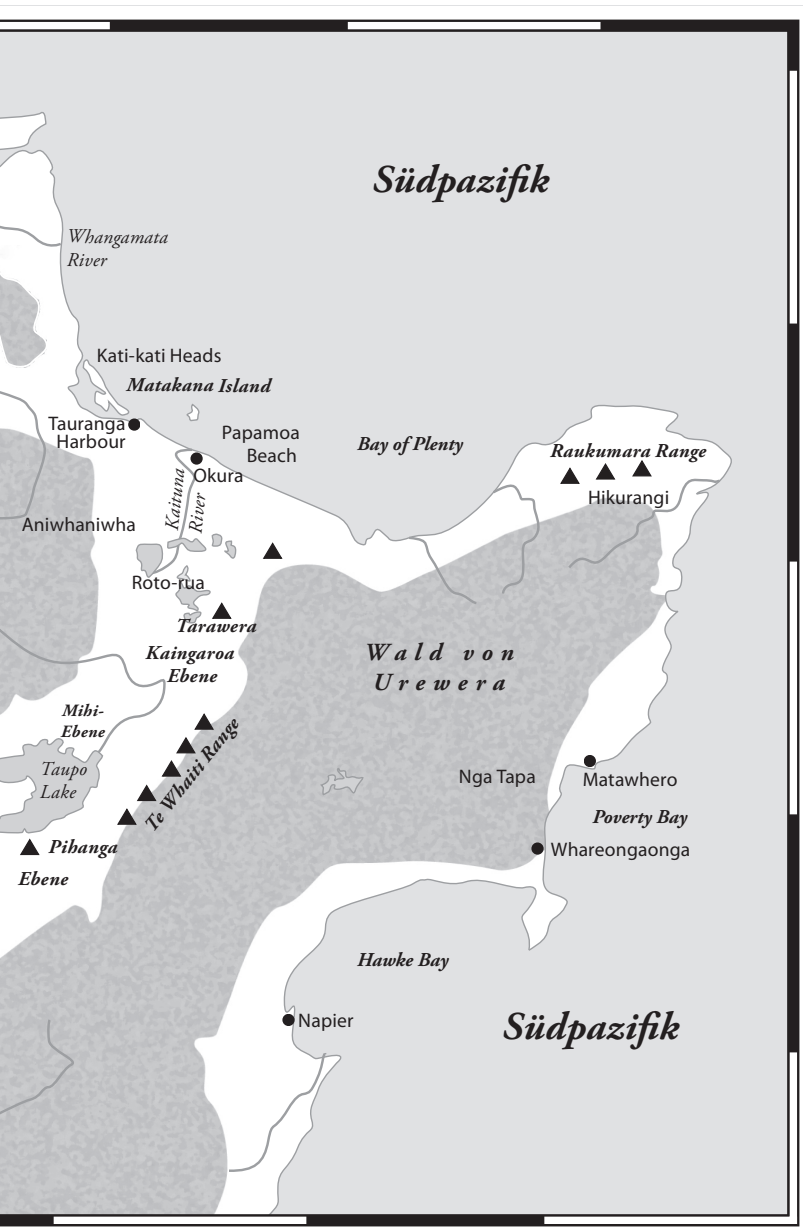 Südpazifik
Whangamata
River
Kati-kati Heads
Matakana Island
Tauranga
Harbour
Papamoa
Beach
Bay of Plenty
Raukumara Range
Okura
Kaituna
River
Hikurangi
Aniwhaniwha
Roto-rua
Tarawera
Kaingaroa
Ebene
Wald von
Urewera
Mihi-
Ebene
Te Whaiti Range
Taupo
Lake
Nga Tapa
Matawhero
Poverty Bay
Pihanga
Whareongaonga
Ebene
Hawke Bay
Napier
Südpazifik